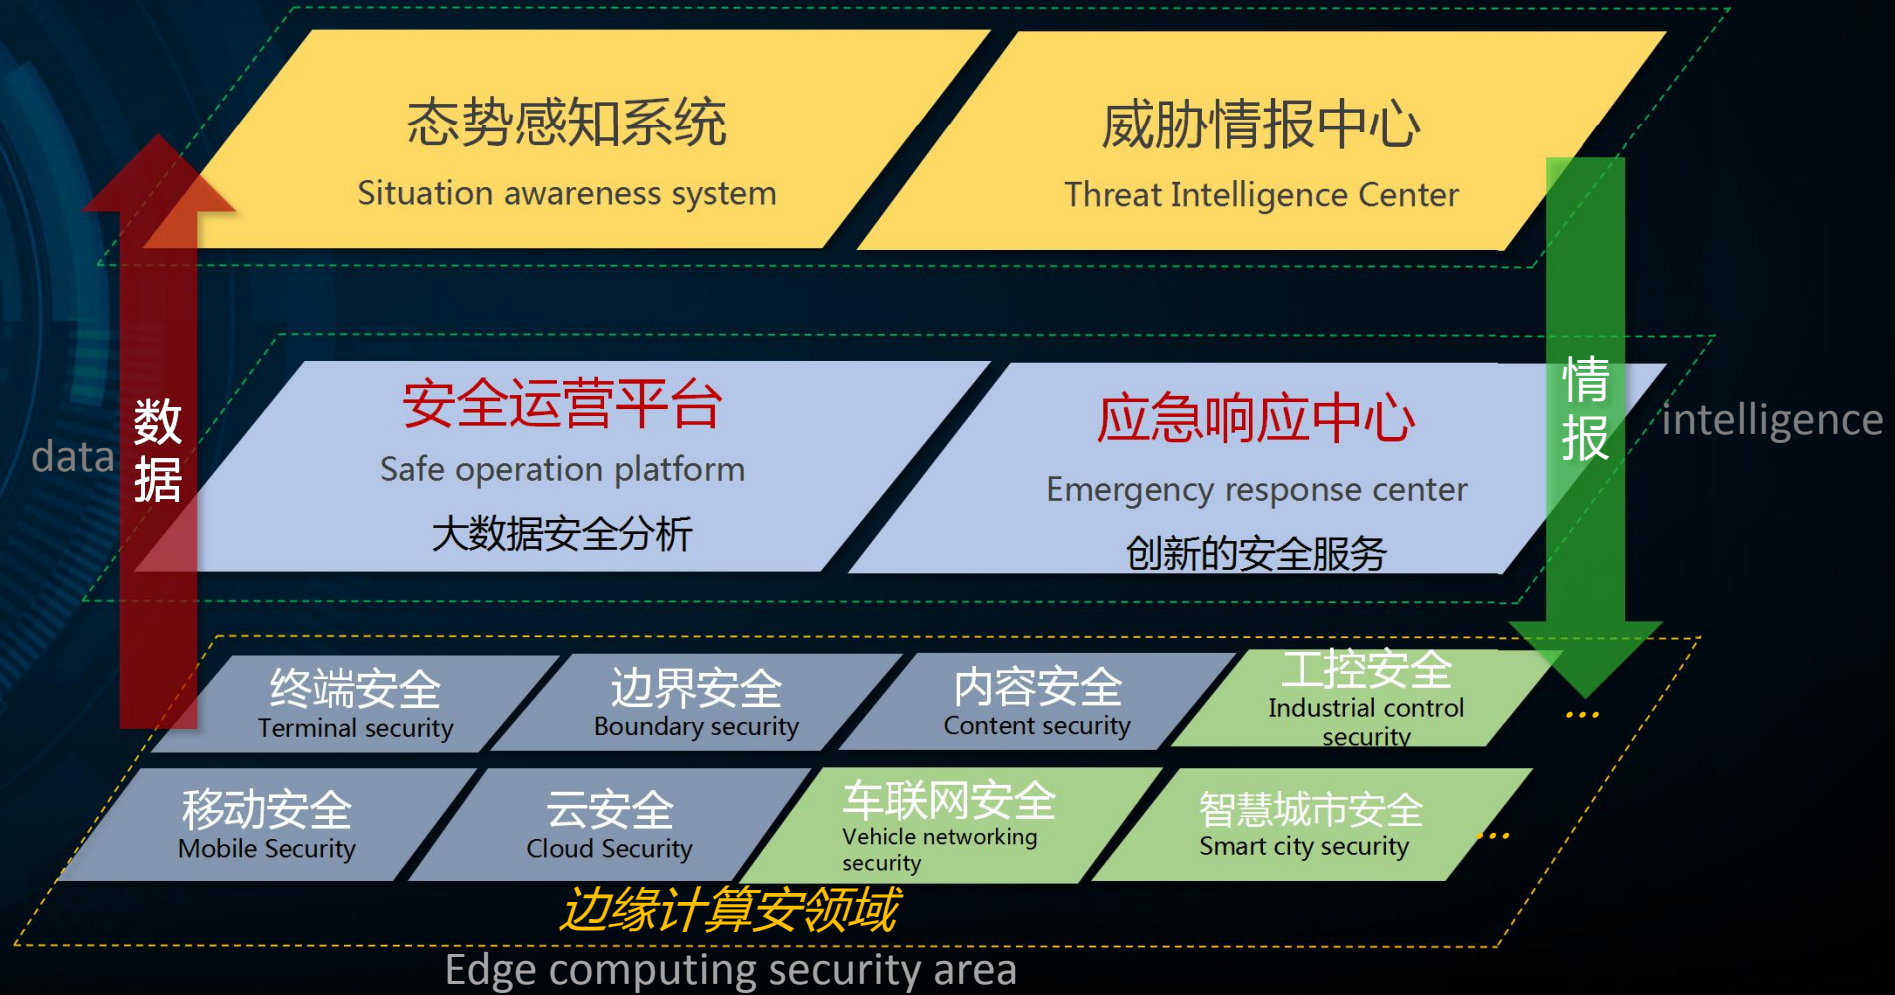 态势感知系统
Situation awareness system
威胁情报中心
Threat Intelligence Center
data
数据
安全运营平台
Safe operation platform
大数据安全分析
应急响应中心
Emergency response center
创新的安全服务
情报
intelligence
终端安全
Terminal security
边界安全
Boundary security
内容安全
Content security
工控安全
Industrial control
security
...
移动安全
Mobile Security
云安全
Cloud Security
车联网安全
Vehicle networking
security
智慧城市安全
Smart city security
...
边缘计算安领域
Edge computing security area